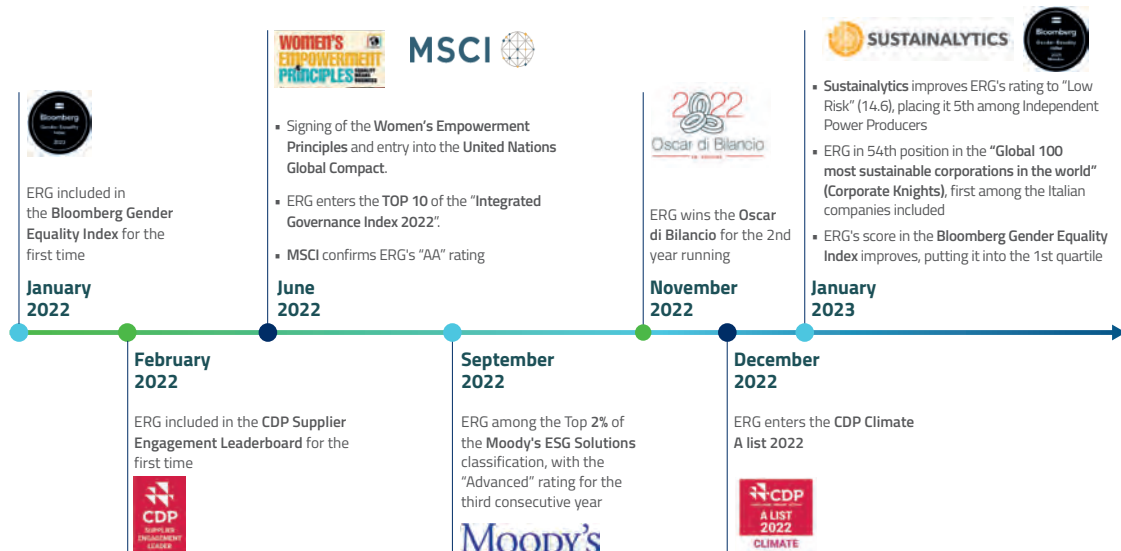 Bloomberg
Gender Equality
Index
2022
ERG included in
the Bloomberg Gender
Equality Index for the
first time
January
2022
WOMEN'S
EMPOWERMENT
PRINCIPLES
MSCI
▪ Signing of the Women's Empowerment
Principles and entry into the United Nations
Global Compact.
▪ ERG enters the TOP 10 of the "Integrated
Governance Index 2022".
▪ MSCI confirms ERG's "AA" rating
June
2022
2022
Oscar di Bilancio
ERG wins the Oscar
di Bilancio for the 2nd
year running
November
2022
SUSTAINALYTICS
Bloomberg
Gender Equality
Index
▪ Sustainalytics improves ERG's rating to "Low
Risk" (14.6), placing it 5th among Independent
Power Producers
▪ ERG in 54th position in the "Global 100
most sustainable corporations in the world"
(Corporate Knights), first among the Italian
companies included
▪ ERG's score in the Bloomberg Gender Equality
Index improves, putting it into the 1st quartile
January
2023
February
2022
ERG included in the CDP Supplier
Engagement Leaderboard for the
first time
CDP
SUPPLIER
ENGAGEMENT
LEADER
September
2022
ERG among the Top 2% of
the Moody's ESG Solutions
classification, with the
"Advanced" rating for the
third consecutive year
Moody's
December
2022
ERG enters the CDP Climate
A list 2022
CDP
A LIST
2022
CLIMATE